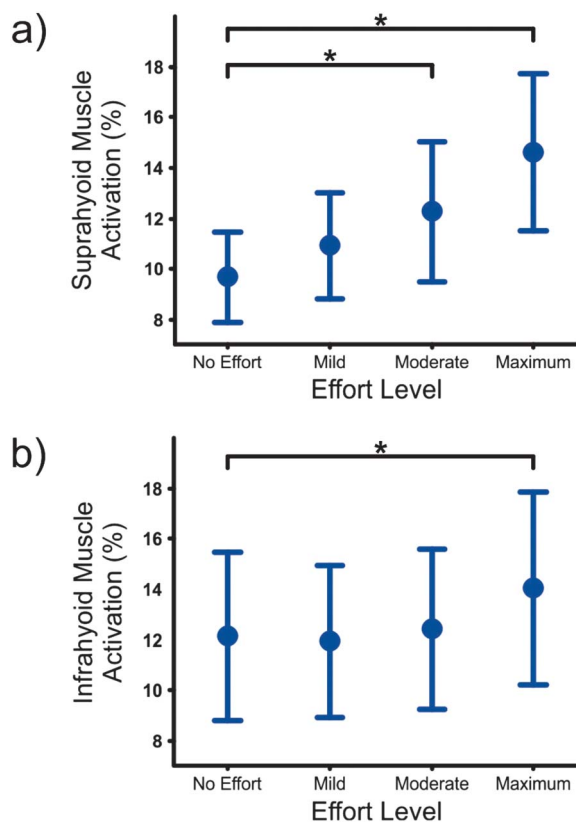 a)
*
*
Suprahyoid Muscle
Activation (%)
18
16
14
12
10
8
No Effort Mild Moderate Maximum
Effort Level
b)
*
Infrahyoid Muscle
Activation (%)
18
16
14
12
10
8
No Effort Mild Moderate Maximum
Effort Level